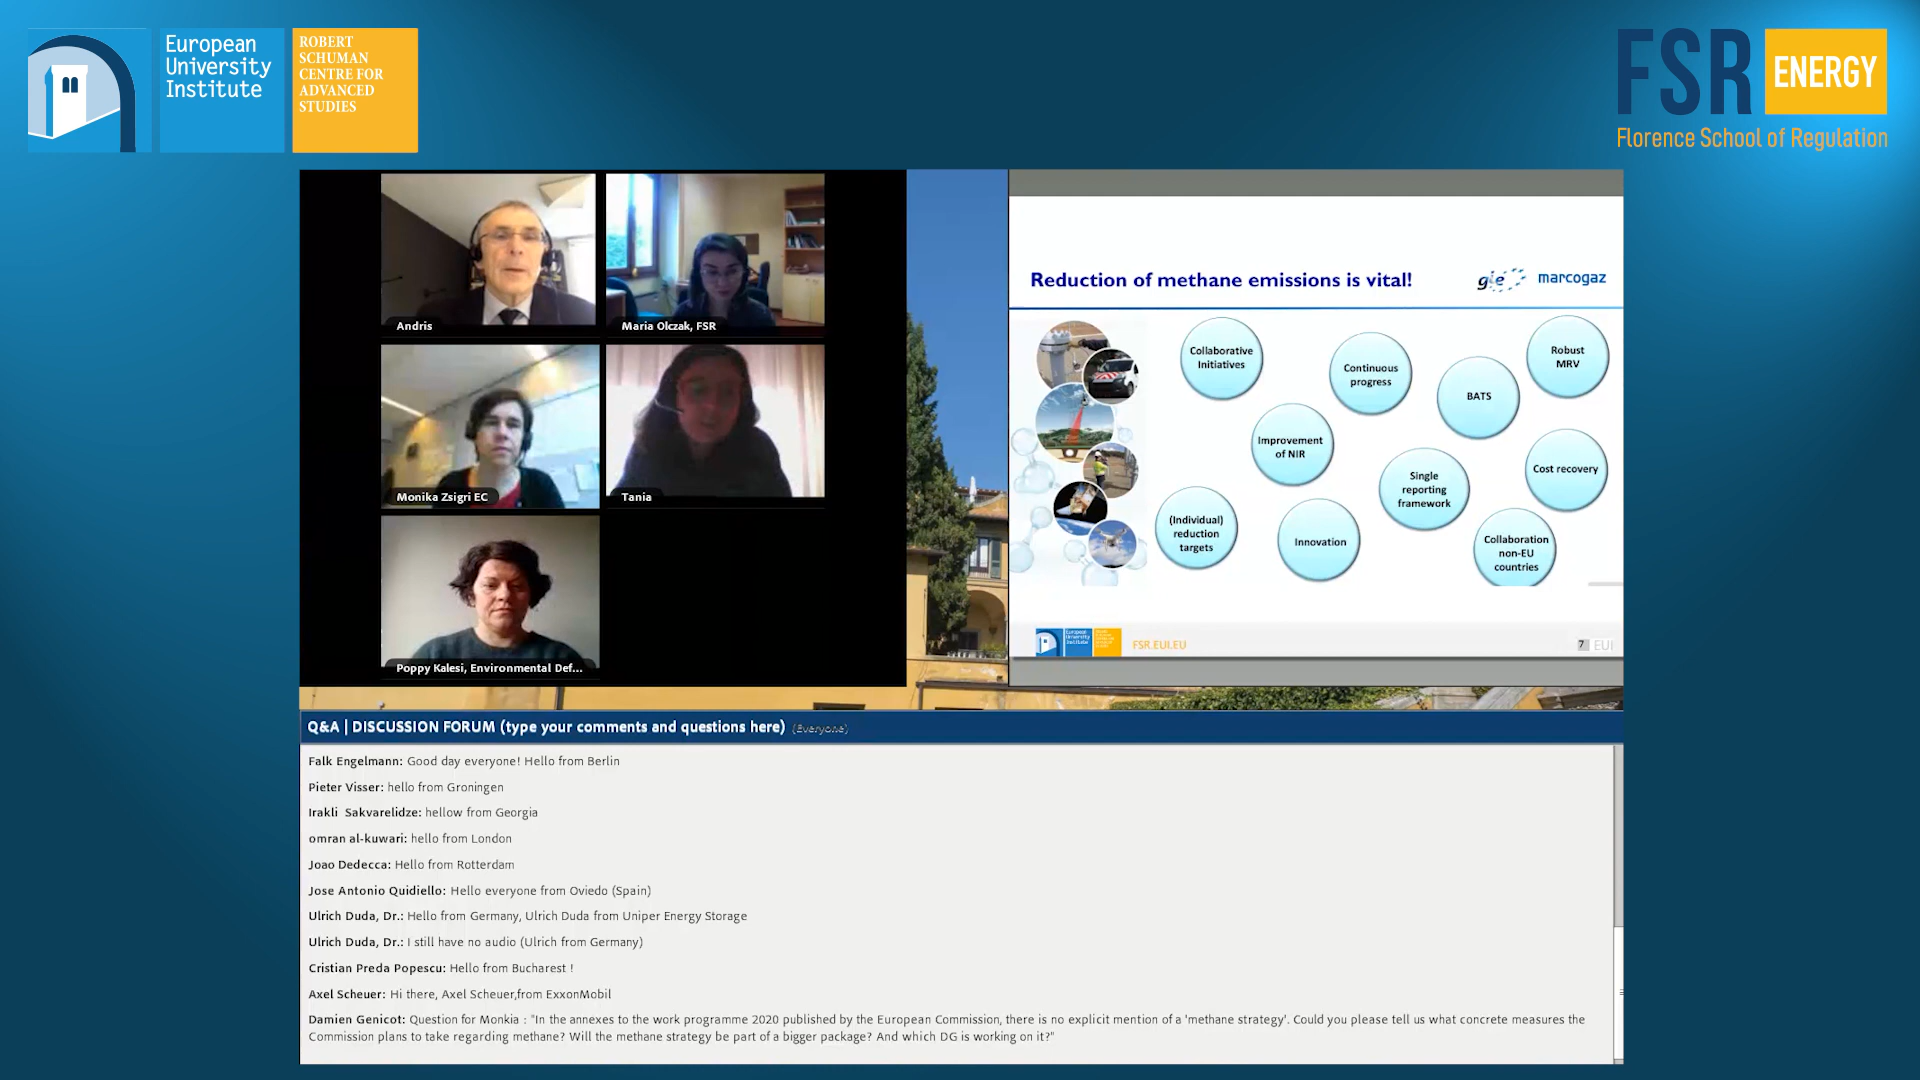 European
University
Institute
ROBERT
SCHUMAN
CENTRE FOR
ADVANCED
STUDIES
FSR ENERGY
Florence School of Regulation
Andris
Maria Olczak, FSR
Monika Zsigri EC
Tania
Poppy Kalesi, Environmental Def...
Reduction of methane emissions is vital!
gie
marcogaz
Collaborative
Initiatives
Continuous
progress
BATS
Robust
MRV
Improvement
of NIR
Single
reporting
framework
Cost recovery
(Individual)
reduction
targets
Innovation
Collaboration
non-EU
countries
European
University
Institute
FSR.EUI.EU
7 EUI
Q&A | DISCUSSION FORUM (type your comments and questions here) (Everyone)
Falk Engelmann: Good day everyone! Hello from Berlin
Pieter Visser: hello from Groningen
Irakli Sakvarelidze: hellow from Georgia
omran al-kuwari: hello from London
Joao Dedecca: Hello from Rotterdam
Jose Antonio Quidiello: Hello everyone from Oviedo (Spain)
Ulrich Duda, Dr.: Hello from Germany, Ulrich Duda from Uniper Energy Storage
Ulrich Duda, Dr.: I still have no audio (Ulrich from Germany)
Cristian Preda Popescu: Hello from Bucharest !
Axel Scheuer: Hi there, Axel Scheuer,from ExxonMobil
Damien Genicot: Question for Monkia : "In the annexes to the work programme 2020 published by the European Commission, there is no explicit mention of a 'methane strategy'. Could you please tell us what concrete measures the
Commission plans to take regarding methane? Will the methane strategy be part of a bigger package? And which DG is working on it?"